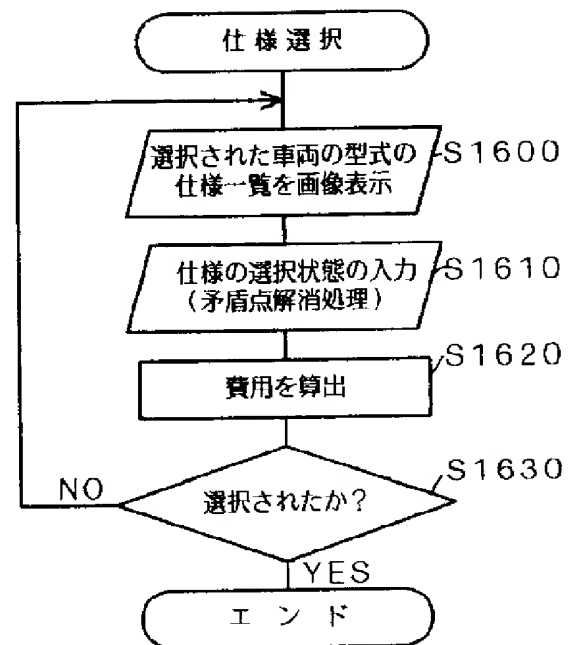 仕様選択
選択された車両の型式の
仕様一覧を画像表示
S1600
仕様の選択状態の入力
(矛盾点解消処理)
S1610
費用を算出
S1620
選択されたか?
S1630
NO
YES
エンド